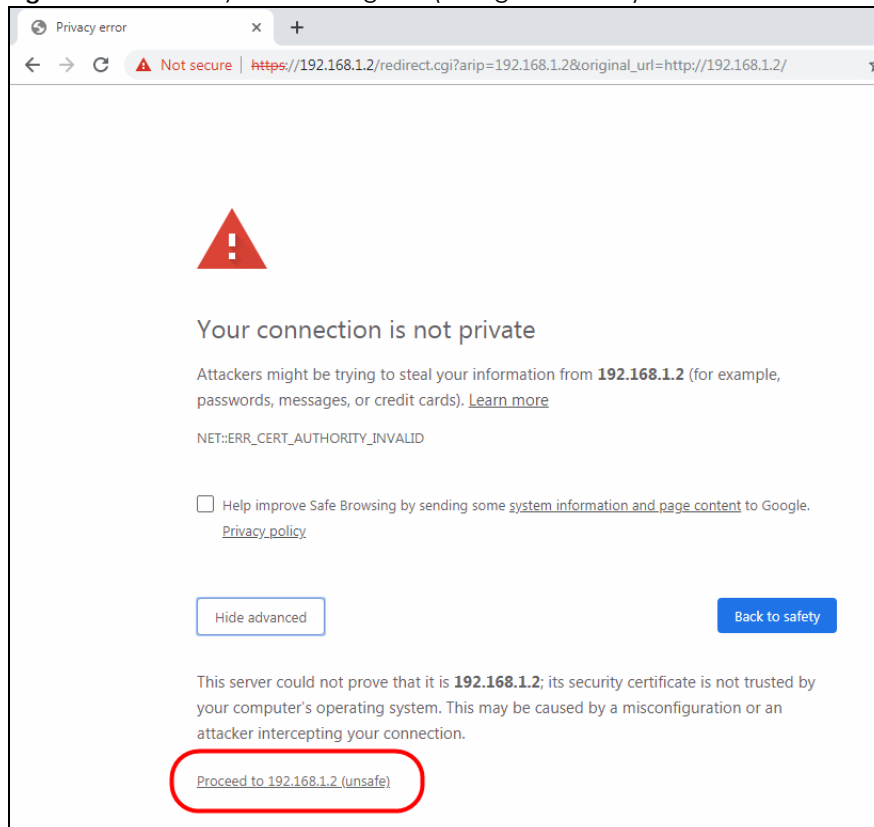 Privacy error
Not secure | https://192.168.1.2/redirect.cgi?arip=192.168.1.2&original_url=http://192.168.1.2/
Your connection is not private
Attackers might be trying to steal your information from 192.168.1.2 (for example,
passwords, messages, or credit cards). Learn more
NET::ERR_CERT_AUTHORITY_INVALID
Help improve Safe Browsing by sending some system information and page content to Google.
Privacy policy
Hide advanced
Back to safety
This server could not prove that it is 192.168.1.2; its security certificate is not trusted by
your computer's operating system. This may be caused by a misconfiguration or an
attacker intercepting your connection.
Proceed to 192.168.1.2 (unsafe)